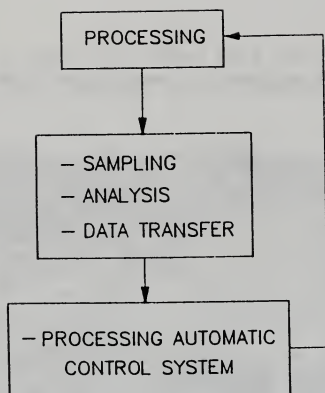 PROCESSING
– SAMPLING
– ANALYSIS
– DATA TRANSFER
– PROCESSING AUTOMATIC
CONTROL SYSTEM